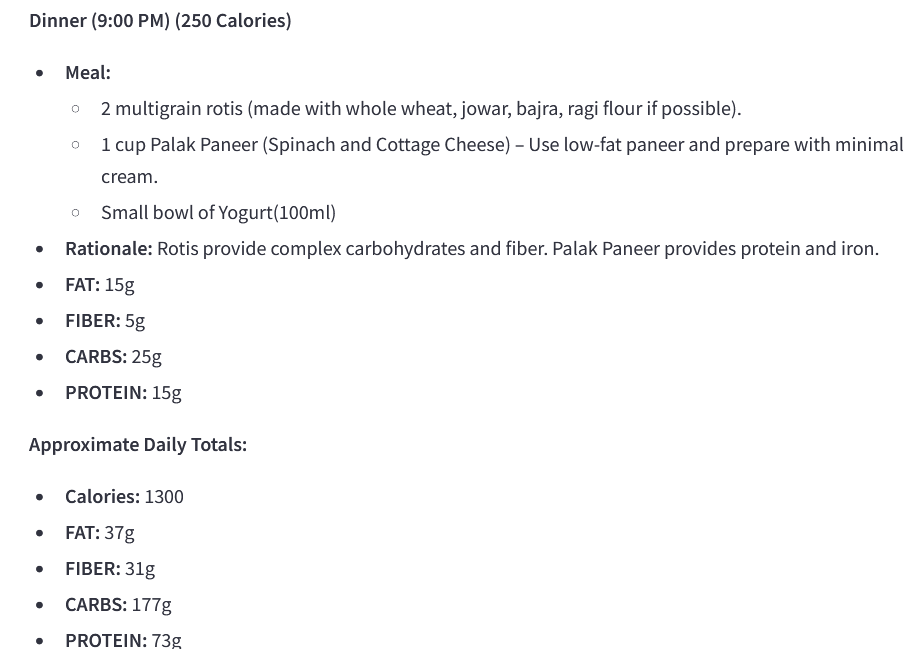 Dinner (9:00 PM) (250 Calories)
Meal:
2 multigrain rotis (made with whole wheat, jowar, bajra, ragi flour if possible).
1 cup Palak Paneer (Spinach and Cottage Cheese) – Use low-fat paneer and prepare with minimal
cream.
Small bowl of Yogurt(100ml)
Rationale: Rotis provide complex carbohydrates and fiber. Palak Paneer provides protein and iron.
FAT: 15g
FIBER: 5g
CARBS: 25g
PROTEIN: 15g
Approximate Daily Totals:
Calories: 1300
FAT: 37g
FIBER: 31g
CARBS: 177g
PROTEIN: 73g